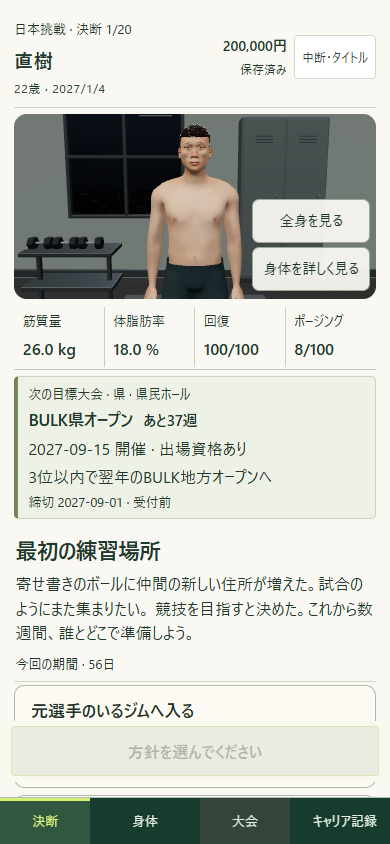 日本挑戦・決断 1/20
直樹
22歳・2027/1/4
200,000円
保存済み
中断・タイトル
全身を見る
身体を詳しく見る
筋質量
26.0 kg
体脂肪率
18.0 %
回復
100/100
ポージング
8/100
次の目標大会・県・県民ホール
BULK県オープン あと37週
2027-09-15 開催・出場資格あり
3位以内で翌年のBULK地方オープンへ
締切 2027-09-01・受付前
最初の練習場所
寄せ書きのボールに仲間の新しい住所が増えた。試合の
ようにまた集まりたい。競技を目指すと決めた。これから数
週間、誰とどこで準備しよう。
今回の期間・56日
元選手のいるジムへ入る
方針を選んでください
決断
身体
大会
キャリア記録